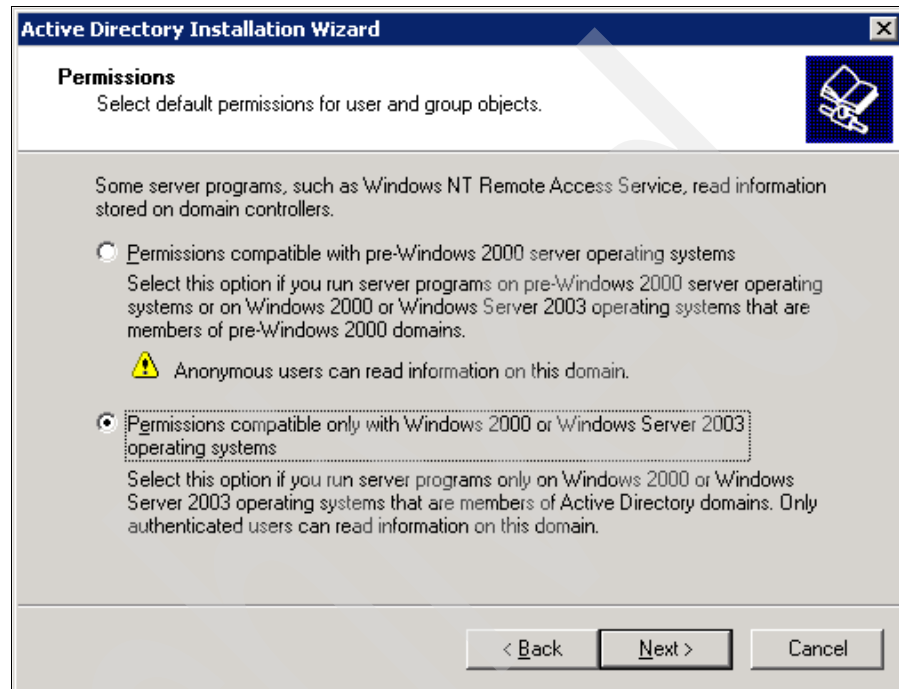 Active Directory Installation Wizard
Permissions
Select default permissions for user and group objects.
Some server programs, such as Windows NT Remote Access Service, read information
stored on domain controllers.
Permissions compatible with pre-Windows 2000 server operating systems
Select this option if you run server programs on pre-Windows 2000 server operating
systems or on Windows 2000 or Windows Server 2003 operating systems that are
members of pre-Windows 2000 domains.
Anonymous users can read information on this domain.
Permissions compatible only with Windows 2000 or Windows Server 2003
operating systems
Select this option if you run server programs only on Windows 2000 or Windows
Server 2003 operating systems that are members of Active Directory domains. Only
authenticated users can read information on this domain.
< Back Next > Cancel